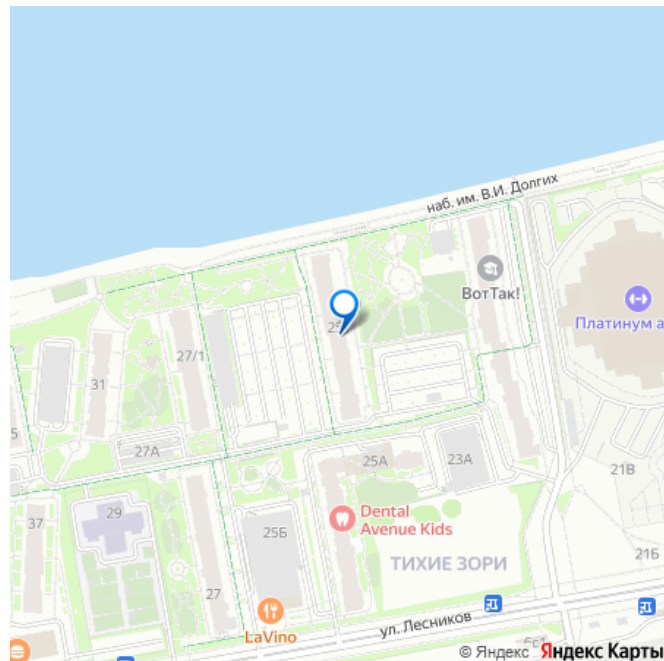 наб. им. В.И. Долгих
ВотТак!
Платинум а
25
27/1
31
27А
25А
23А
21В
29
37
25Б
Dental
Avenue Kids
ТИХИЕ ЗОРИ
27
21Б
LaVino
ул. Лесников
© Яндекс Яндекс Карты